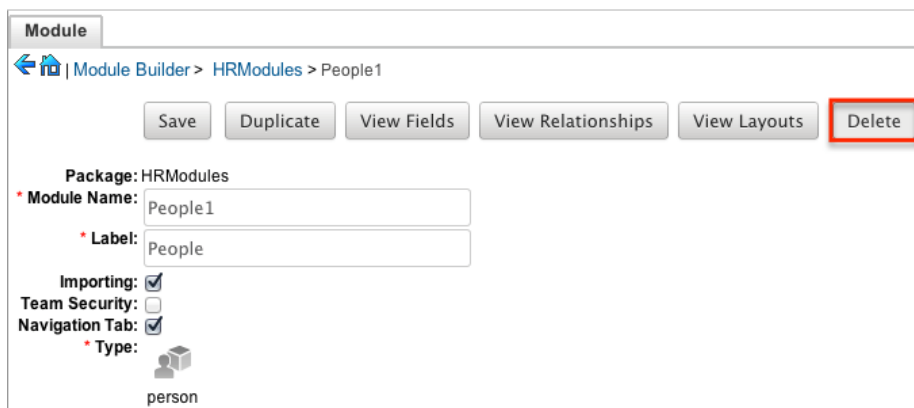 Module
| Module Builder > HRModules > People1
Save Duplicate View Fields View Relationships View Layouts Delete
Package: HRModules
* Module Name: People1
* Label: People
Importing:
Team Security:
Navigation Tab:
* Type:
person